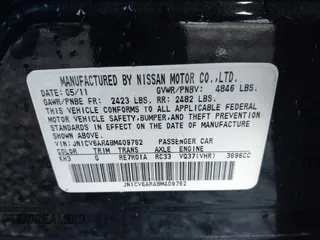 MANUFACTURED BY NISSAN MOTOR CO.,LTD.
DATE: 05/11 GVWR/PNBV: 4846 LBS.
GAWR/PNBE FR: 2423 LBS. RR: 2482 LBS.
THIS VEHICLE CONFORMS TO ALL APPLICABLE FEDERAL
MOTOR VEHICLE SAFETY, BUMPER, AND THEFT PREVENTION
STANDARDS IN EFFECT ON THE DATE OF MANUFACTURE
SHOWN ABOVE.
VIN: JN1CV6AR4BM409762 PASSENGER CAR
COLOR TRIM TRANS AXLE ENGINE
KH3 G RE7R01A RC33 VQ37(VHR) 3696CC
JN1CV6AR4BM409762